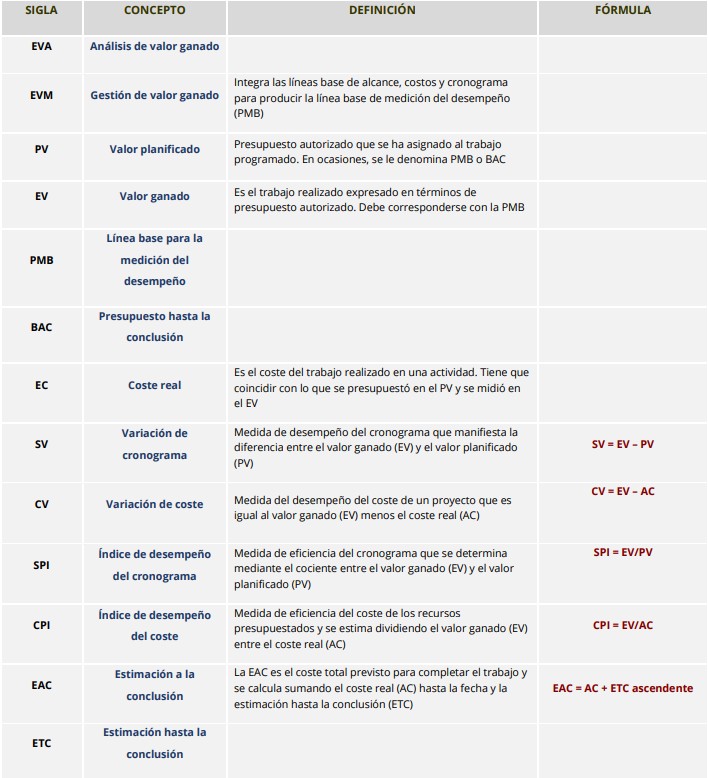 SIGLA CONCEPTO DEFINICIÓN FÓRMULA
EVA Análisis de valor ganado
EVM Gestión de valor ganado
Integra las líneas base de alcance, costos y cronograma
para producir la línea base de medición del desempeño
(PMB)
PV Valor planificado
Presupuesto autorizado que se ha asignado al trabajo
programado. En ocasiones, se le denomina PMB o BAC
EV Valor ganado
Es el trabajo realizado expresado en términos de
presupuesto autorizado. Debe corresponderse con la PMB
PMB
Línea base para la
medición del
desempeño
BAC
Presupuesto hasta la
conclusión
EC Coste real
Es el coste del trabajo realizado en una actividad. Tiene que
coincidir con lo que se presupuestó en el PV y se midió en
el EV
SV
Variación de
cronograma
Medida de desempeño del cronograma que manifiesta la
diferencia entre el valor ganado (EV) y el valor planificado
(PV)
SV = EV – PV
CV Variación de coste
Medida del desempeño del coste de un proyecto que es
igual al valor ganado (EV) menos el coste real (AC)
CV = EV – AC
SPI
Índice de desempeño
del cronograma
Medida de eficiencia del cronograma que se determina
mediante el cociente entre el valor ganado (EV) y el valor
planificado (PV)
SPI = EV/PV
CPI
Índice de desempeño
del coste
Medida de eficiencia del coste de los recursos
presupuestados y se estima dividiendo el valor ganado (EV)
entre el coste real (AC)
CPI = EV/AC
EAC
Estimación a la
conclusión
La EAC es el coste total previsto para completar el trabajo y
se calcula sumando el coste real (AC) hasta la fecha y la
estimación hasta la conclusión (ETC)
EAC = AC + ETC ascendente
ETC
Estimación hasta la
conclusión